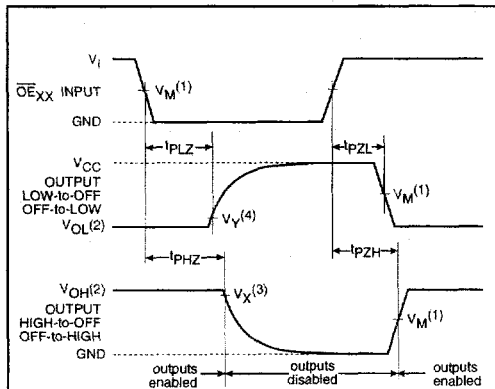 VI
OEXX INPUT
VM(1)
GND
tPLZ
tPZL
VCC
OUTPUT
LOW-to-OFF
OFF-to-LOW
VM(1)
VY(4)
VOL(2)
tPHZ
tPZH
VOH(2)
VX(3)
OUTPUT
HIGH-to-OFF
OFF-to-HIGH
VM(1)
GND
outputs enabled
outputs disabled
outputs enabled